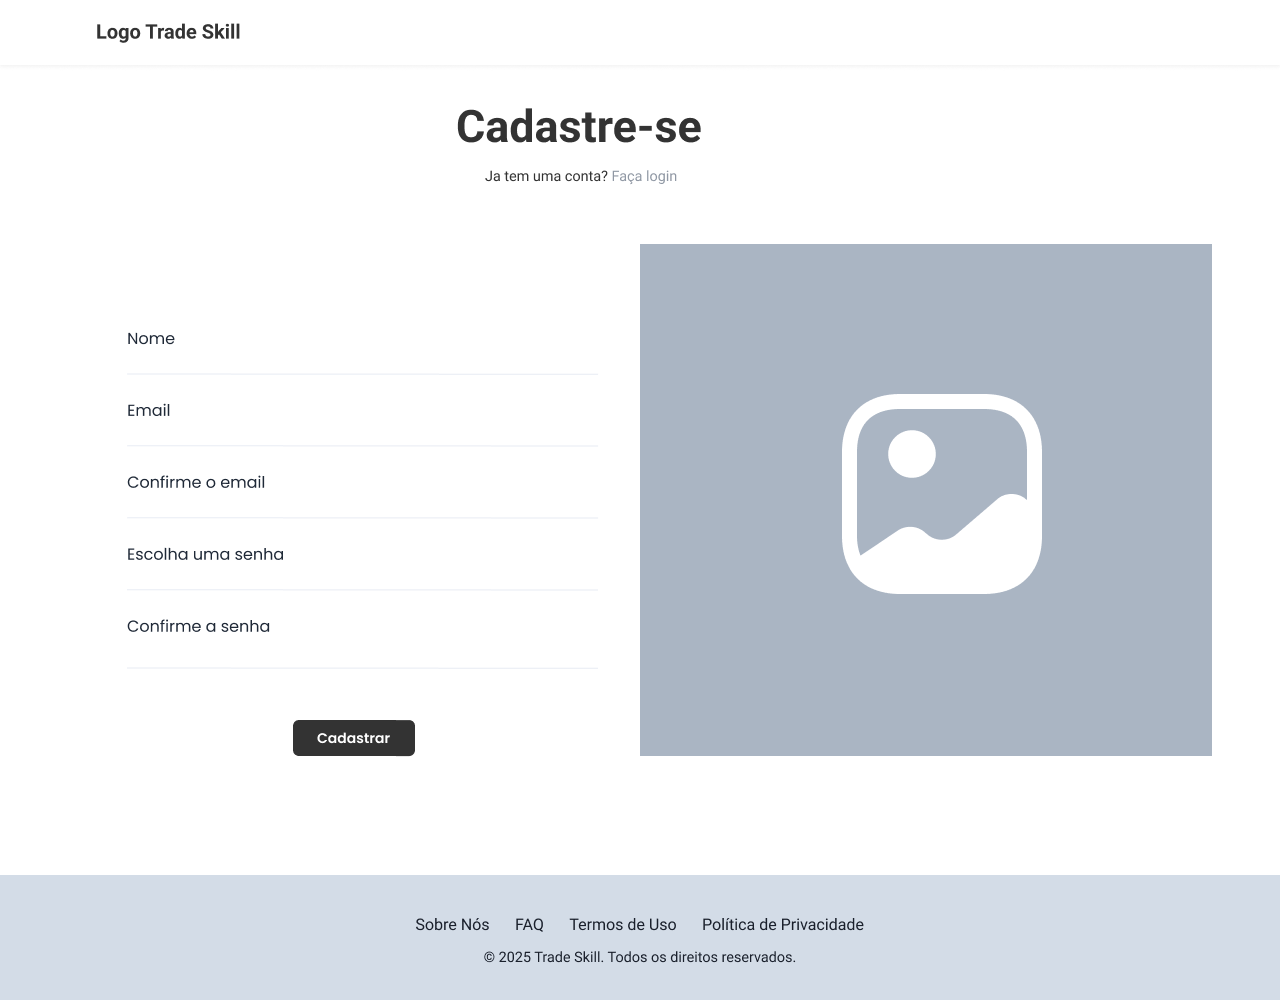 Logo Trade Skill
Cadastre-se
Ja tem uma conta? Faça login
Nome
Email
Confirme o email
Escolha uma senha
Confirme a senha
Cadastrar
Sobre Nós FAQ Termos de Uso Política de Privacidade
© 2025 Trade Skill. Todos os direitos reservados.